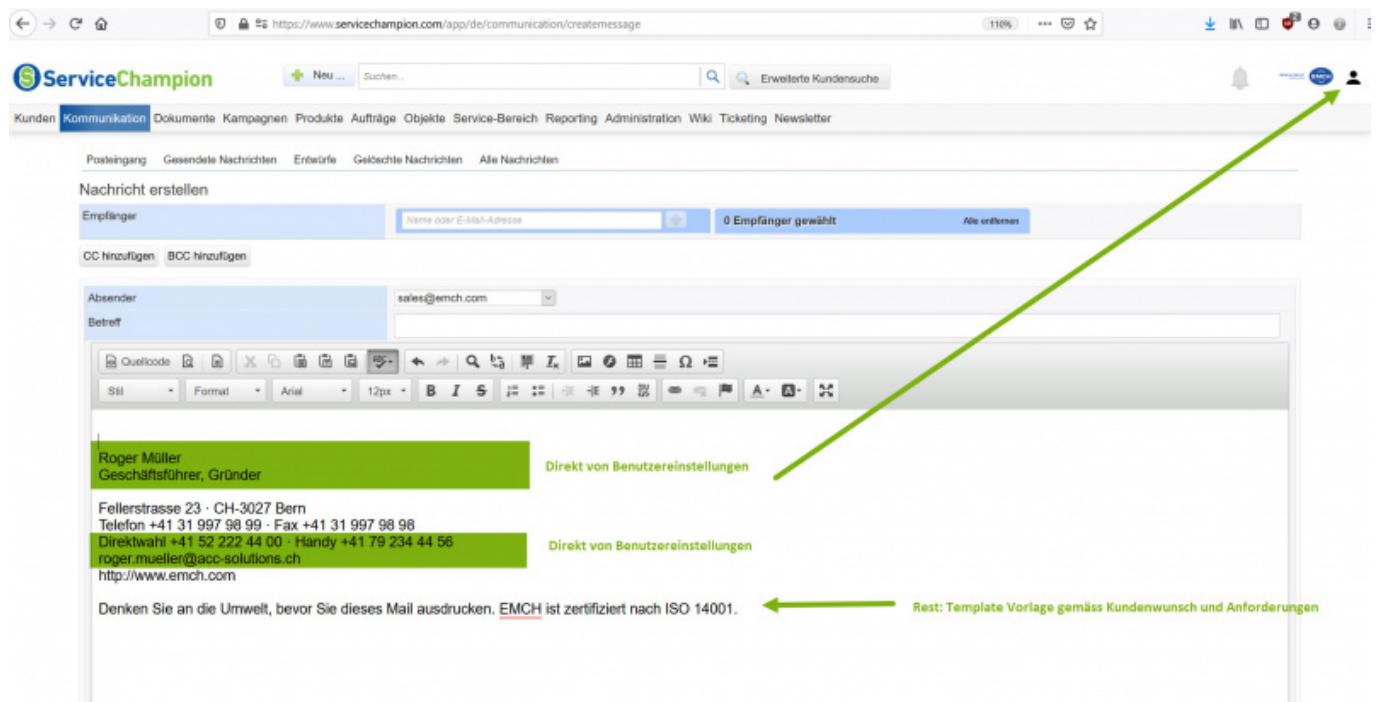 https://www.servicechampion.com/app/de/communication/createmessage
110%
ServiceChampion
Neu ...
Suchen...
Erweiterte Kundensuche
EMCH
Kunden Kommunikation Dokumente Kampagnen Produkte Aufträge Objekte Service-Bereich Reporting Administration Wiki Ticketing Newsletter
Posteingang Gesendete Nachrichten Entwürfe Gelöschte Nachrichten Alle Nachrichten
Nachricht erstellen
Empfänger
Name oder E-Mail-Adresse
0 Empfänger gewählt
Alle entfernen
CC hinzufügen BCC hinzufügen
Absender
sales@emch.com
Betreff
Quellcode
Stil Format Arial 12px
Roger Müller
Geschäftsführer, Gründer
Direkt von Benutzereinstellungen
Fellerstrasse 23 · CH-3027 Bern
Telefon +41 31 997 98 99 · Fax +41 31 997 98 98
Direktwahl +41 52 222 44 00 · Handy +41 79 234 44 56
roger.mueller@acc-solutions.ch
Direkt von Benutzereinstellungen
http://www.emch.com
Denken Sie an die Umwelt, bevor Sie dieses Mail ausdrucken. EMCH ist zertifiziert nach ISO 14001.
Rest: Template Vorlage gemäss Kundenwunsch und Anforderungen